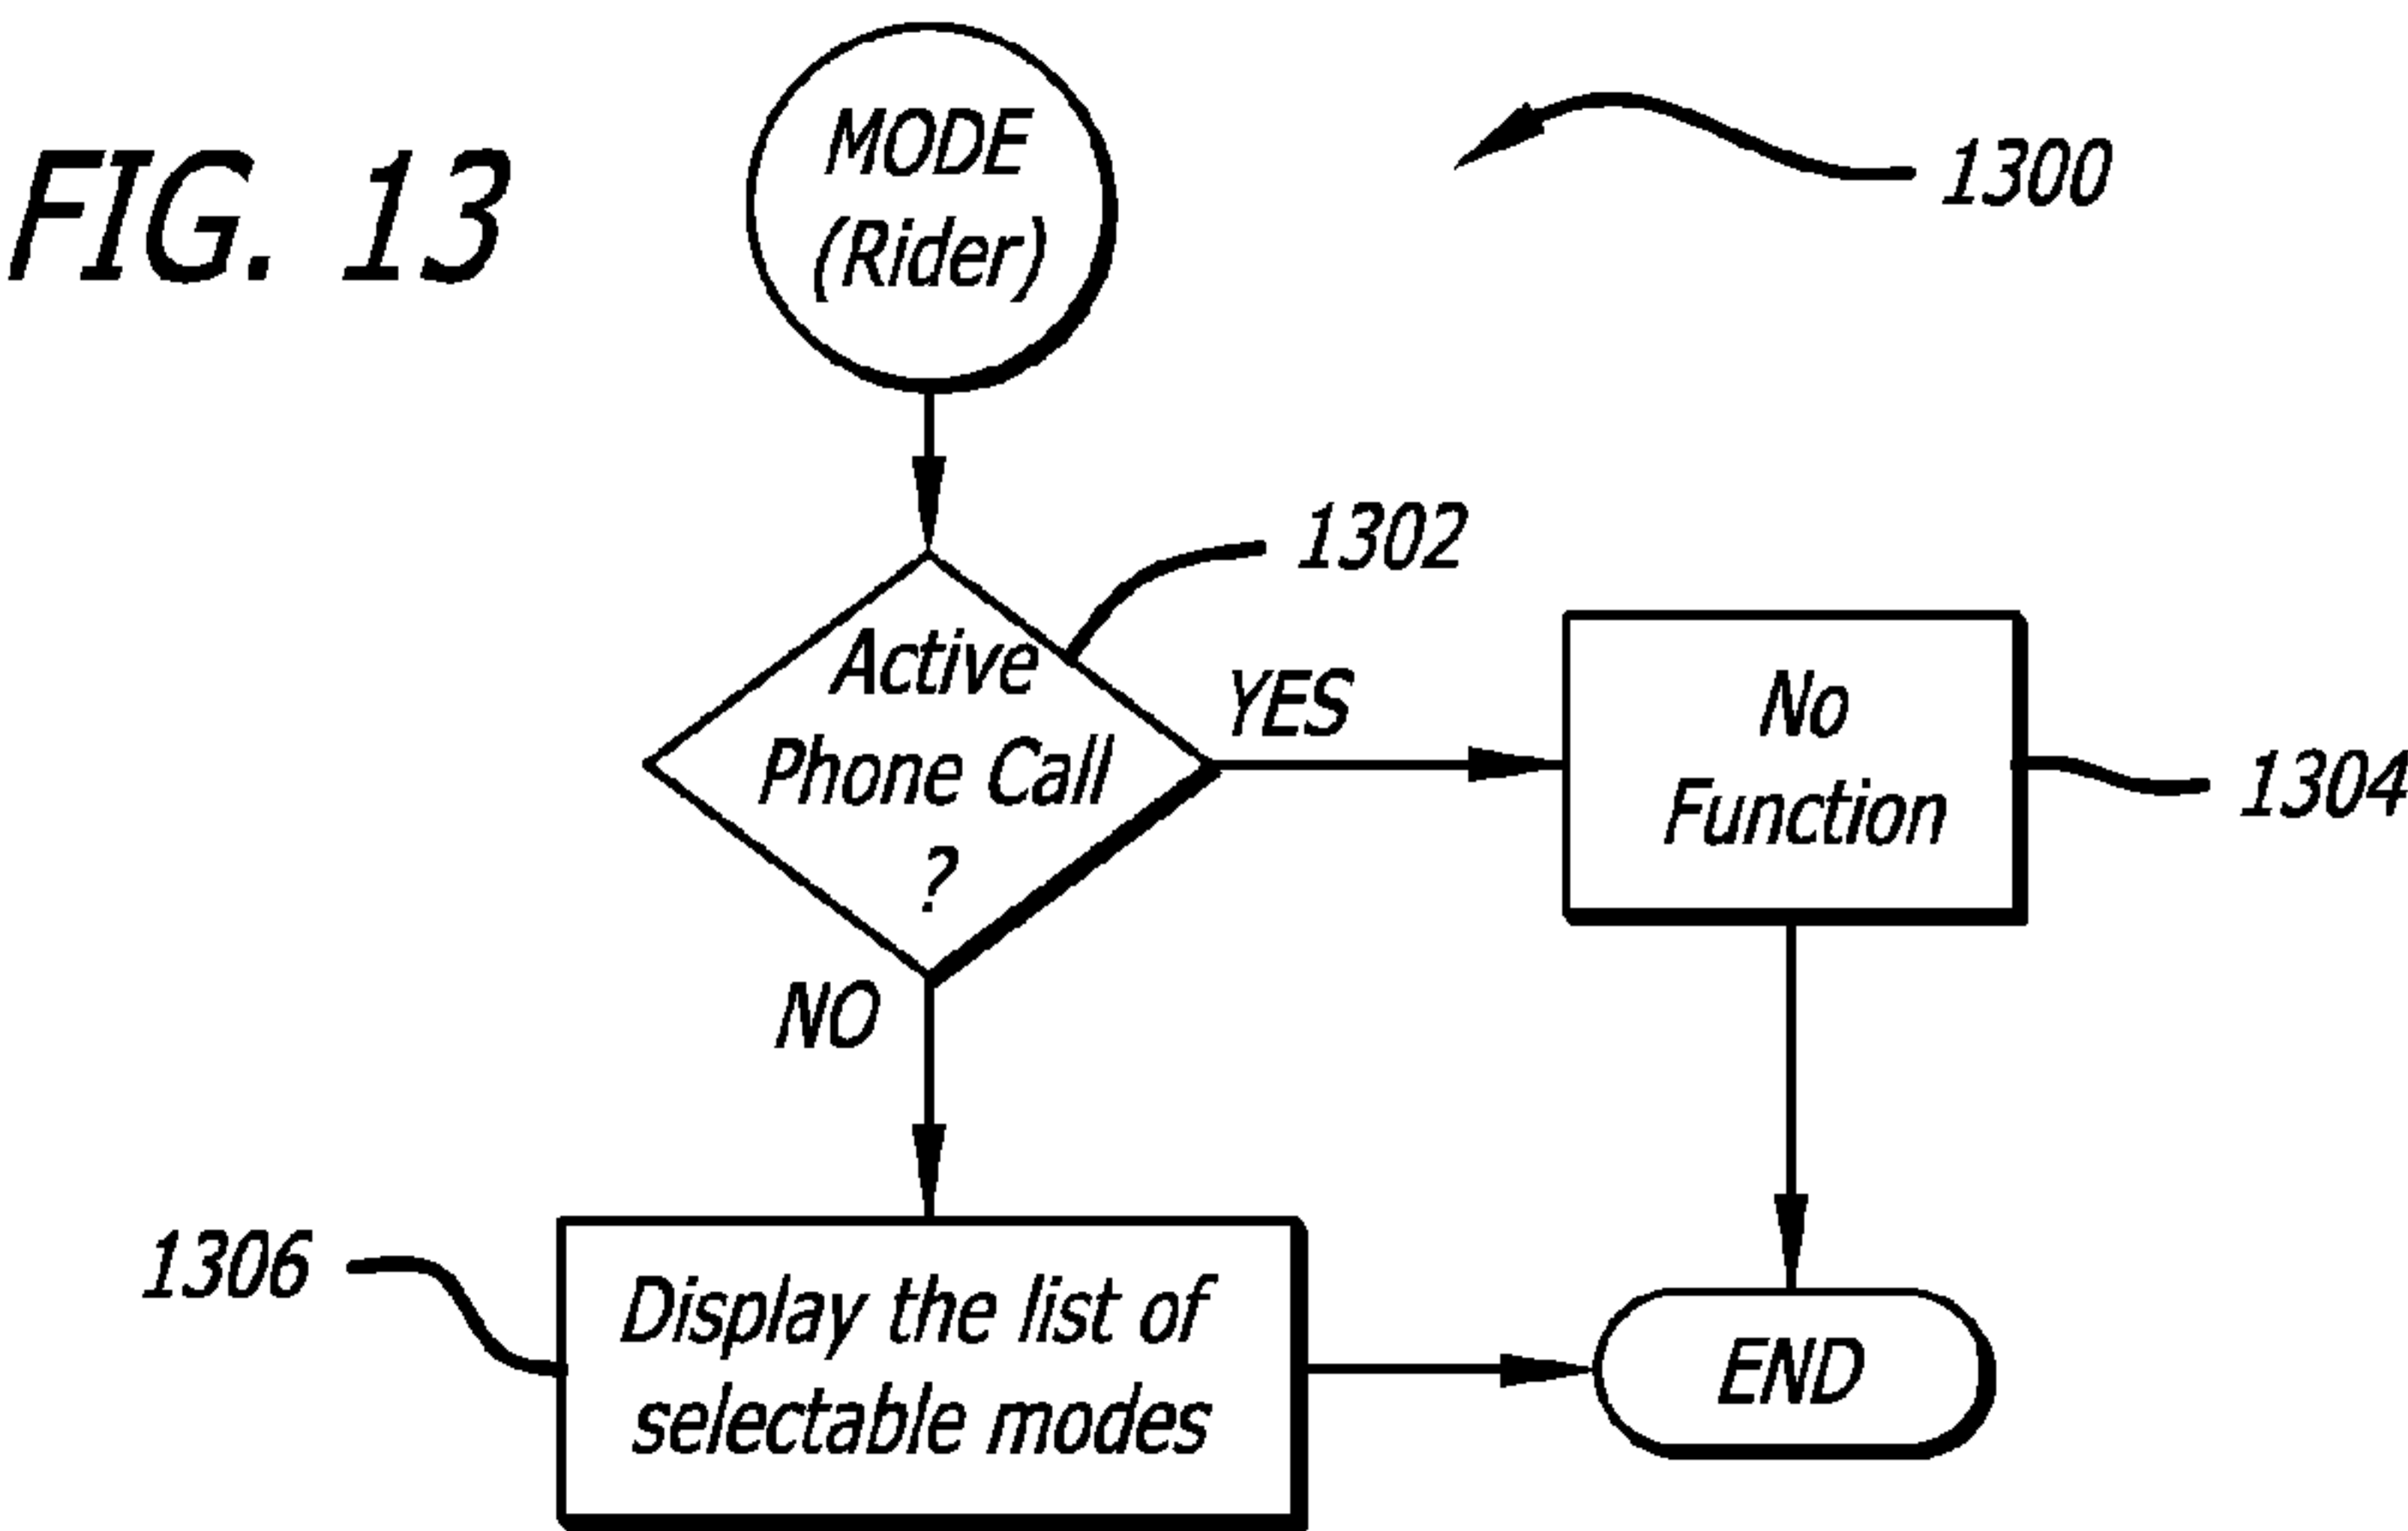 FIG. 13
MODE
(Rider)
1300
1302
Active
Phone Call
?
YES
No
Function
1304
NO
1306
Display the list of
selectable modes
END